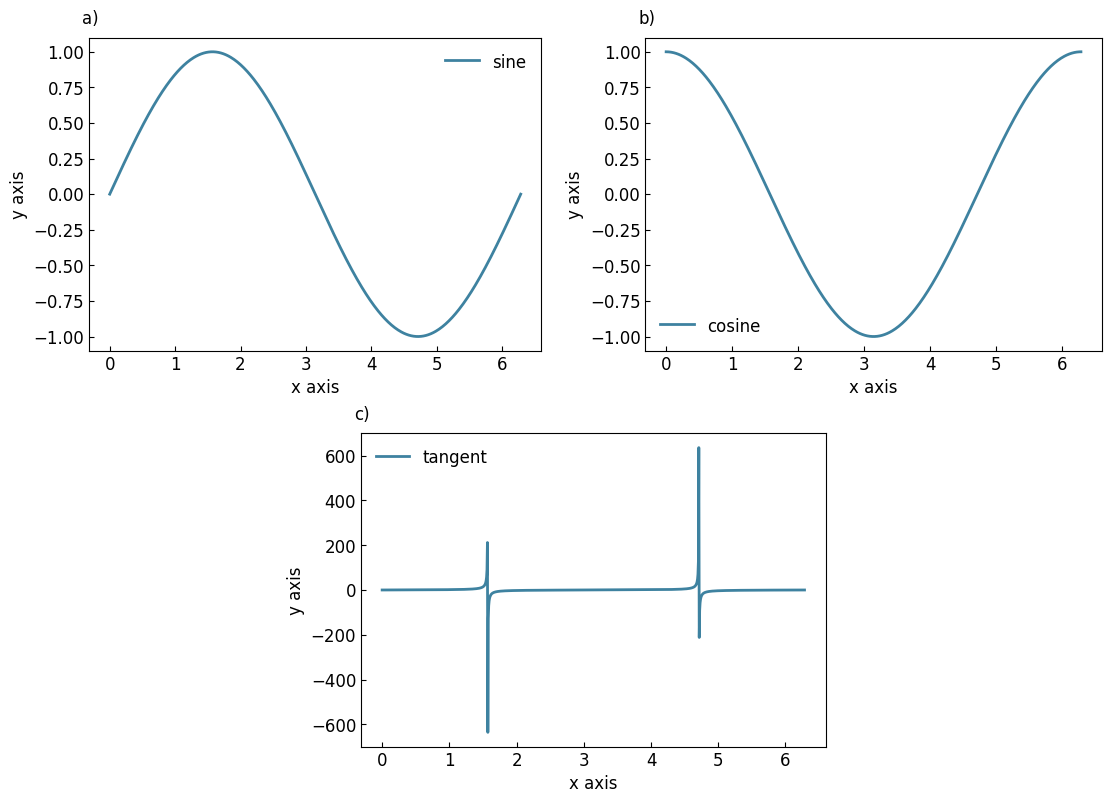 a)
1.00
0.75
0.50
0.25
0.00
−0.25
−0.50
−0.75
−1.00
y axis
sine
0 1 2 3 4 5 6
x axis
b)
1.00
0.75
0.50
0.25
0.00
−0.25
−0.50
−0.75
−1.00
y axis
cosine
0 1 2 3 4 5 6
x axis
c)
600
400
200
0
−200
−400
−600
y axis
tangent
0 1 2 3 4 5 6
x axis